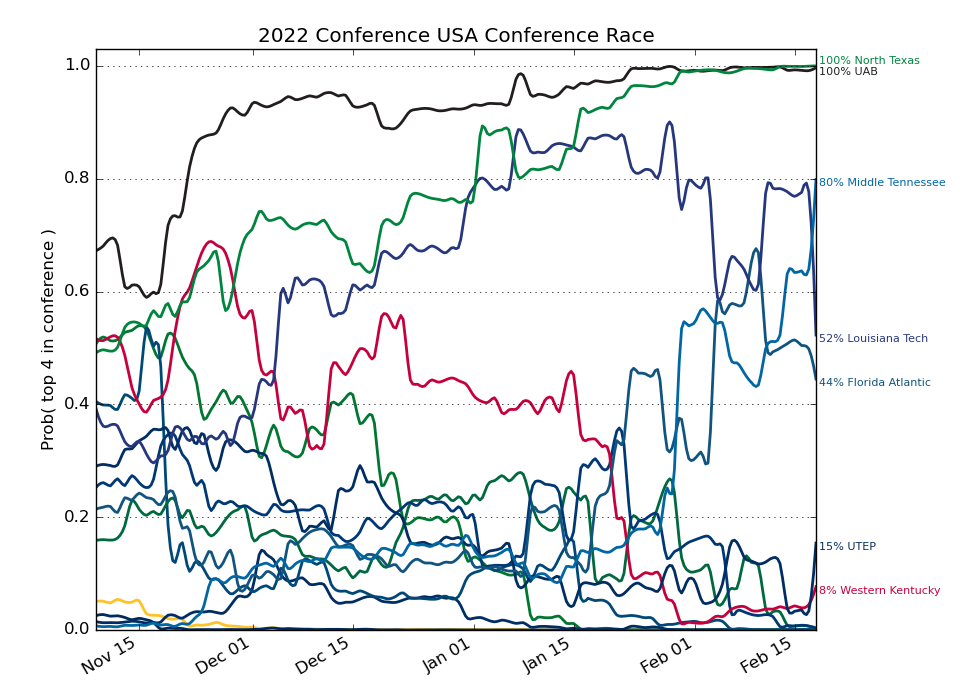 2022 Conference USA Conference Race
Prob( top 4 in conference )
1.0
0.8
0.6
0.4
0.2
0.0
Nov 15
Dec 01
Dec 15
Jan 01
Jan 15
Feb 01
Feb 15
100% North Texas
100% UAB
80% Middle Tennessee
52% Louisiana Tech
44% Florida Atlantic
15% UTEP
8% Western Kentucky